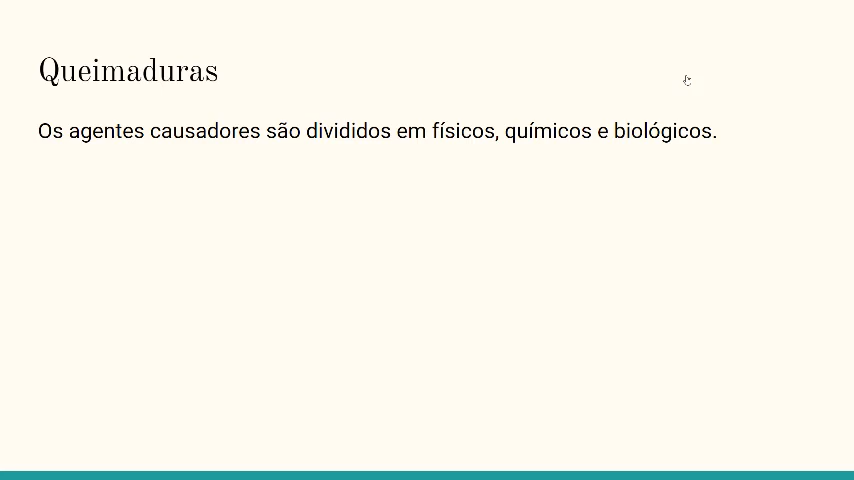 Queimaduras
Os agentes causadores são divididos em físicos, químicos e biológicos.